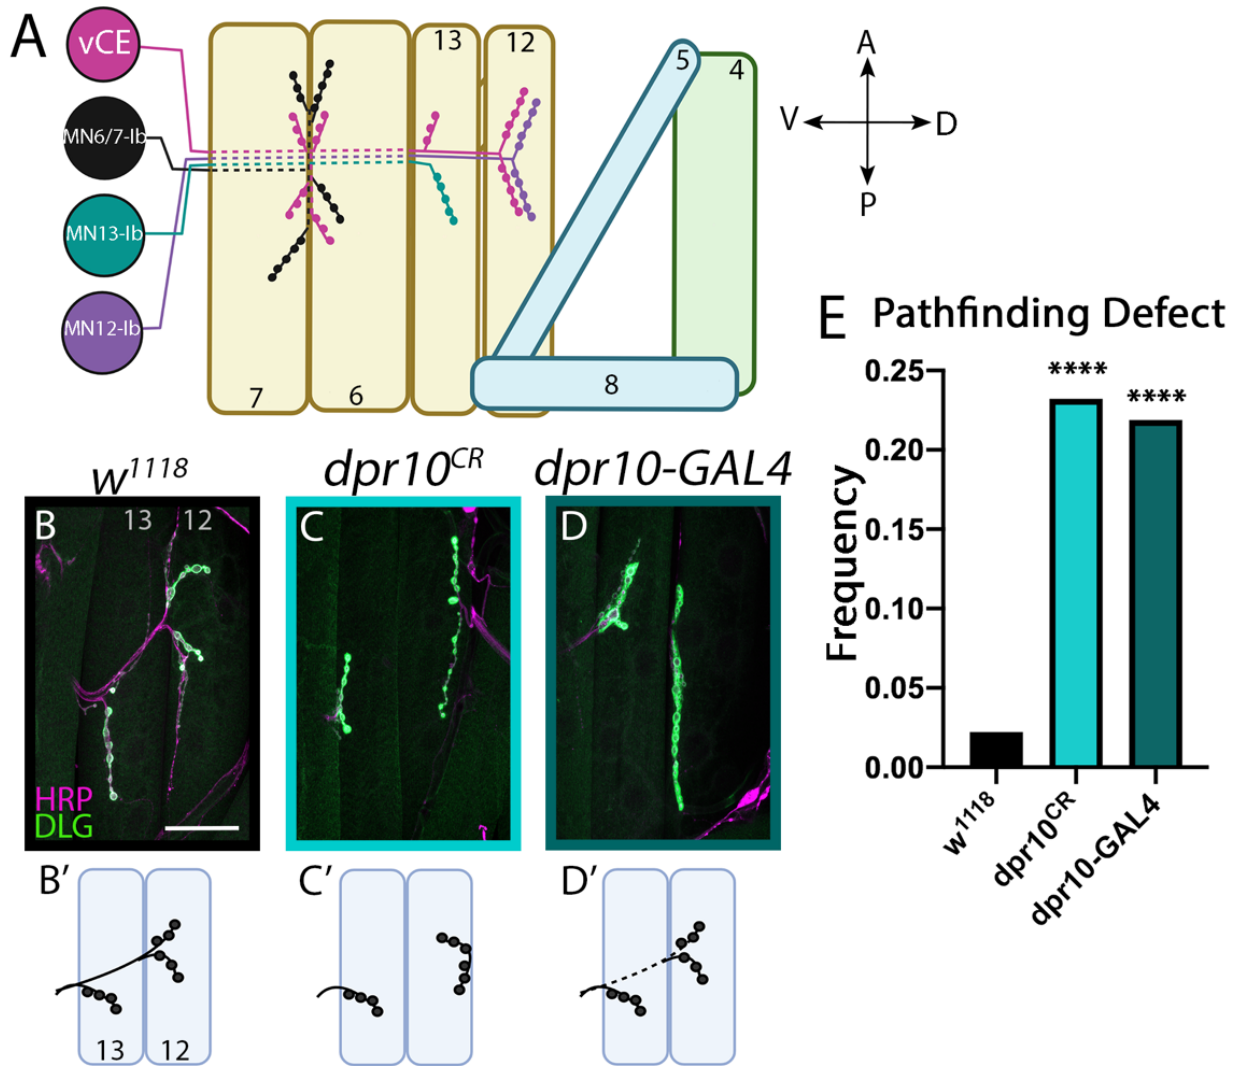 A
vCE
MN6/7-Ib
MN13-Ib
MN12-Ib
13
12
7
6
5
4
8
A
V
D
P
w1118
dpr10CR
dpr10-GAL4
B
13
12
HRP
DLG
C
D
B′
13
12
C′
D′
E
Pathfinding Defect
Frequency
0.25
0.20
0.15
0.10
0.05
0.00
****
****
w1118
dpr10CR
dpr10-GAL4